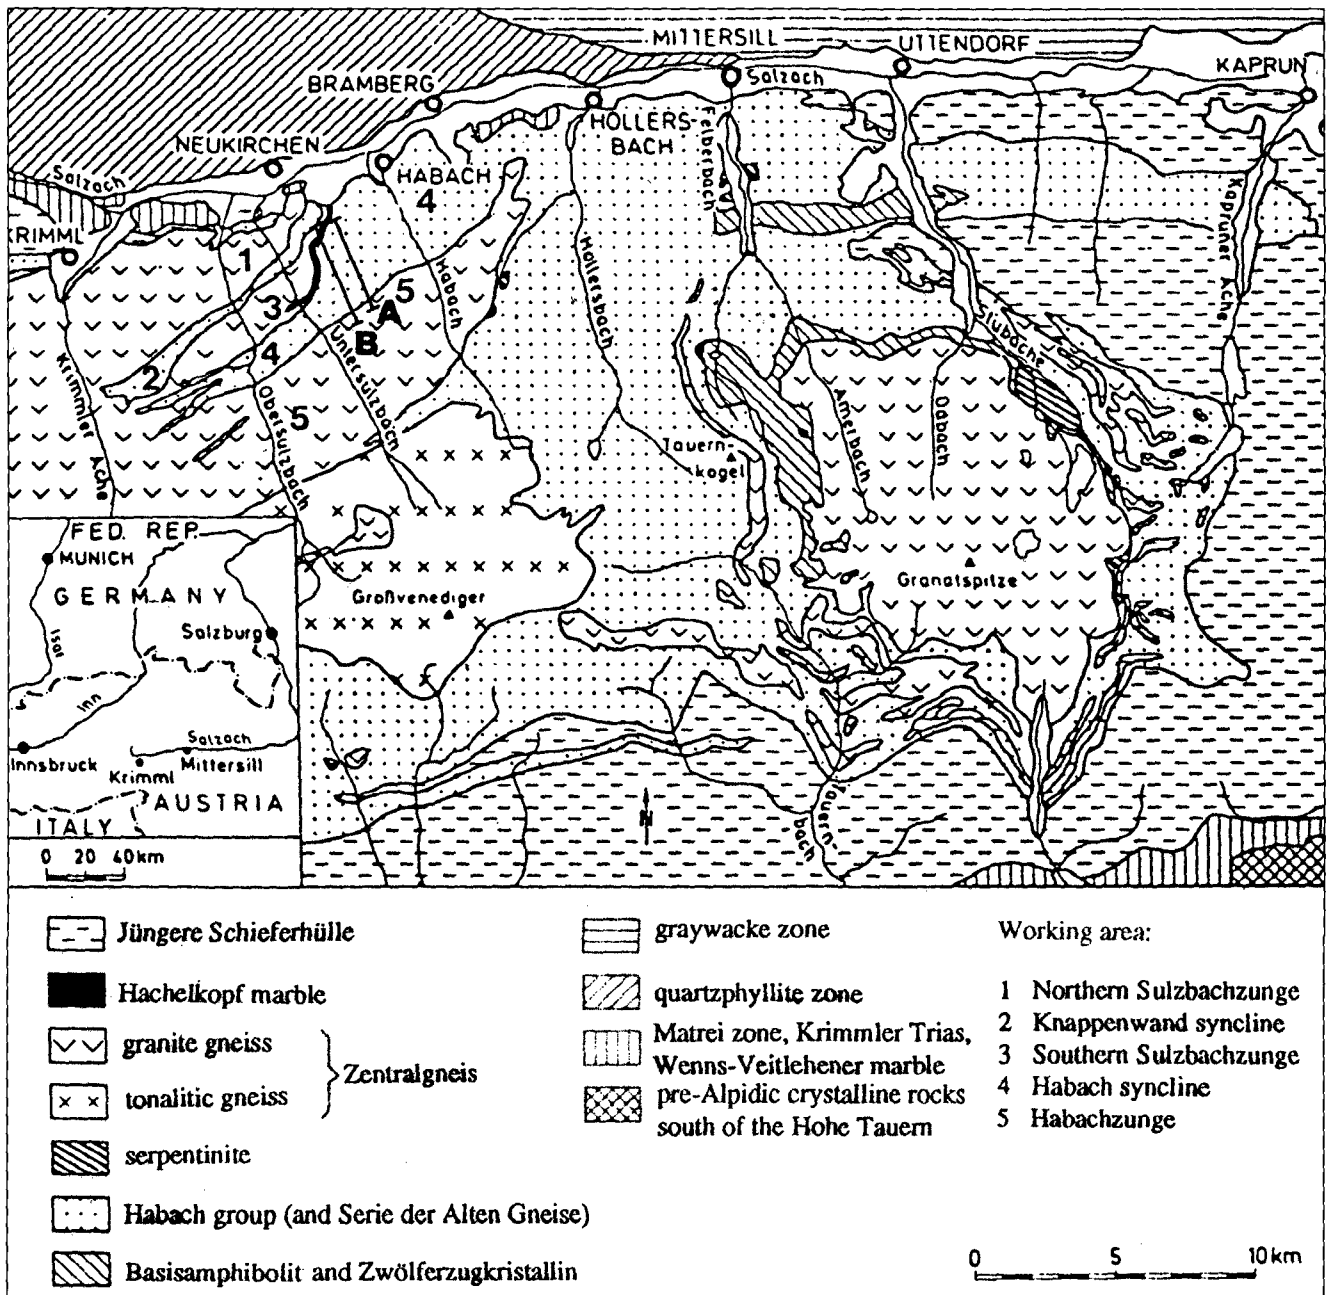 MITTERSILL
UTTENDORF
KAPRUN
BRAMBERG
Salzach
HOLLERS-
BACH
Felberbach
NEUKIRCHEN
Salzach
HABACH
4
KRIMML
1
Kapruner Ache
Habach
Hollersbach
5
3
A
B
Stubache
4
2
Untersulzbach
Obersulzbach
5
Krimmler Ache
Amerbach
Dabach
Tauern-
kogel
Granatspitze
Großvenediger
FED. REP.
MUNICH
GERMANY
Salzburg
Isar
Inn
Salzach
Innsbruck
Krimml
Mittersill
AUSTRIA
ITALY
0 20 40 km
N
Tauern-
bach
Jüngere Schieferhülle
Hachelkopf marble
granite gneiss
Zentralgneis
tonalitic gneiss
serpentinite
Habach group (and Serie der Alten Gneise)
Basisamphibolit and Zwölferzugkristallin
graywacke zone
quartzphyllite zone
Matrei zone, Krimmler Trias,
Wenns-Veitlehener marble
pre-Alpidic crystalline rocks
south of the Hohe Tauern
Working area:
1 Northern Sulzbachzunge
2 Knappenwand syncline
3 Southern Sulzbachzunge
4 Habach syncline
5 Habachzunge
0 5 10 km